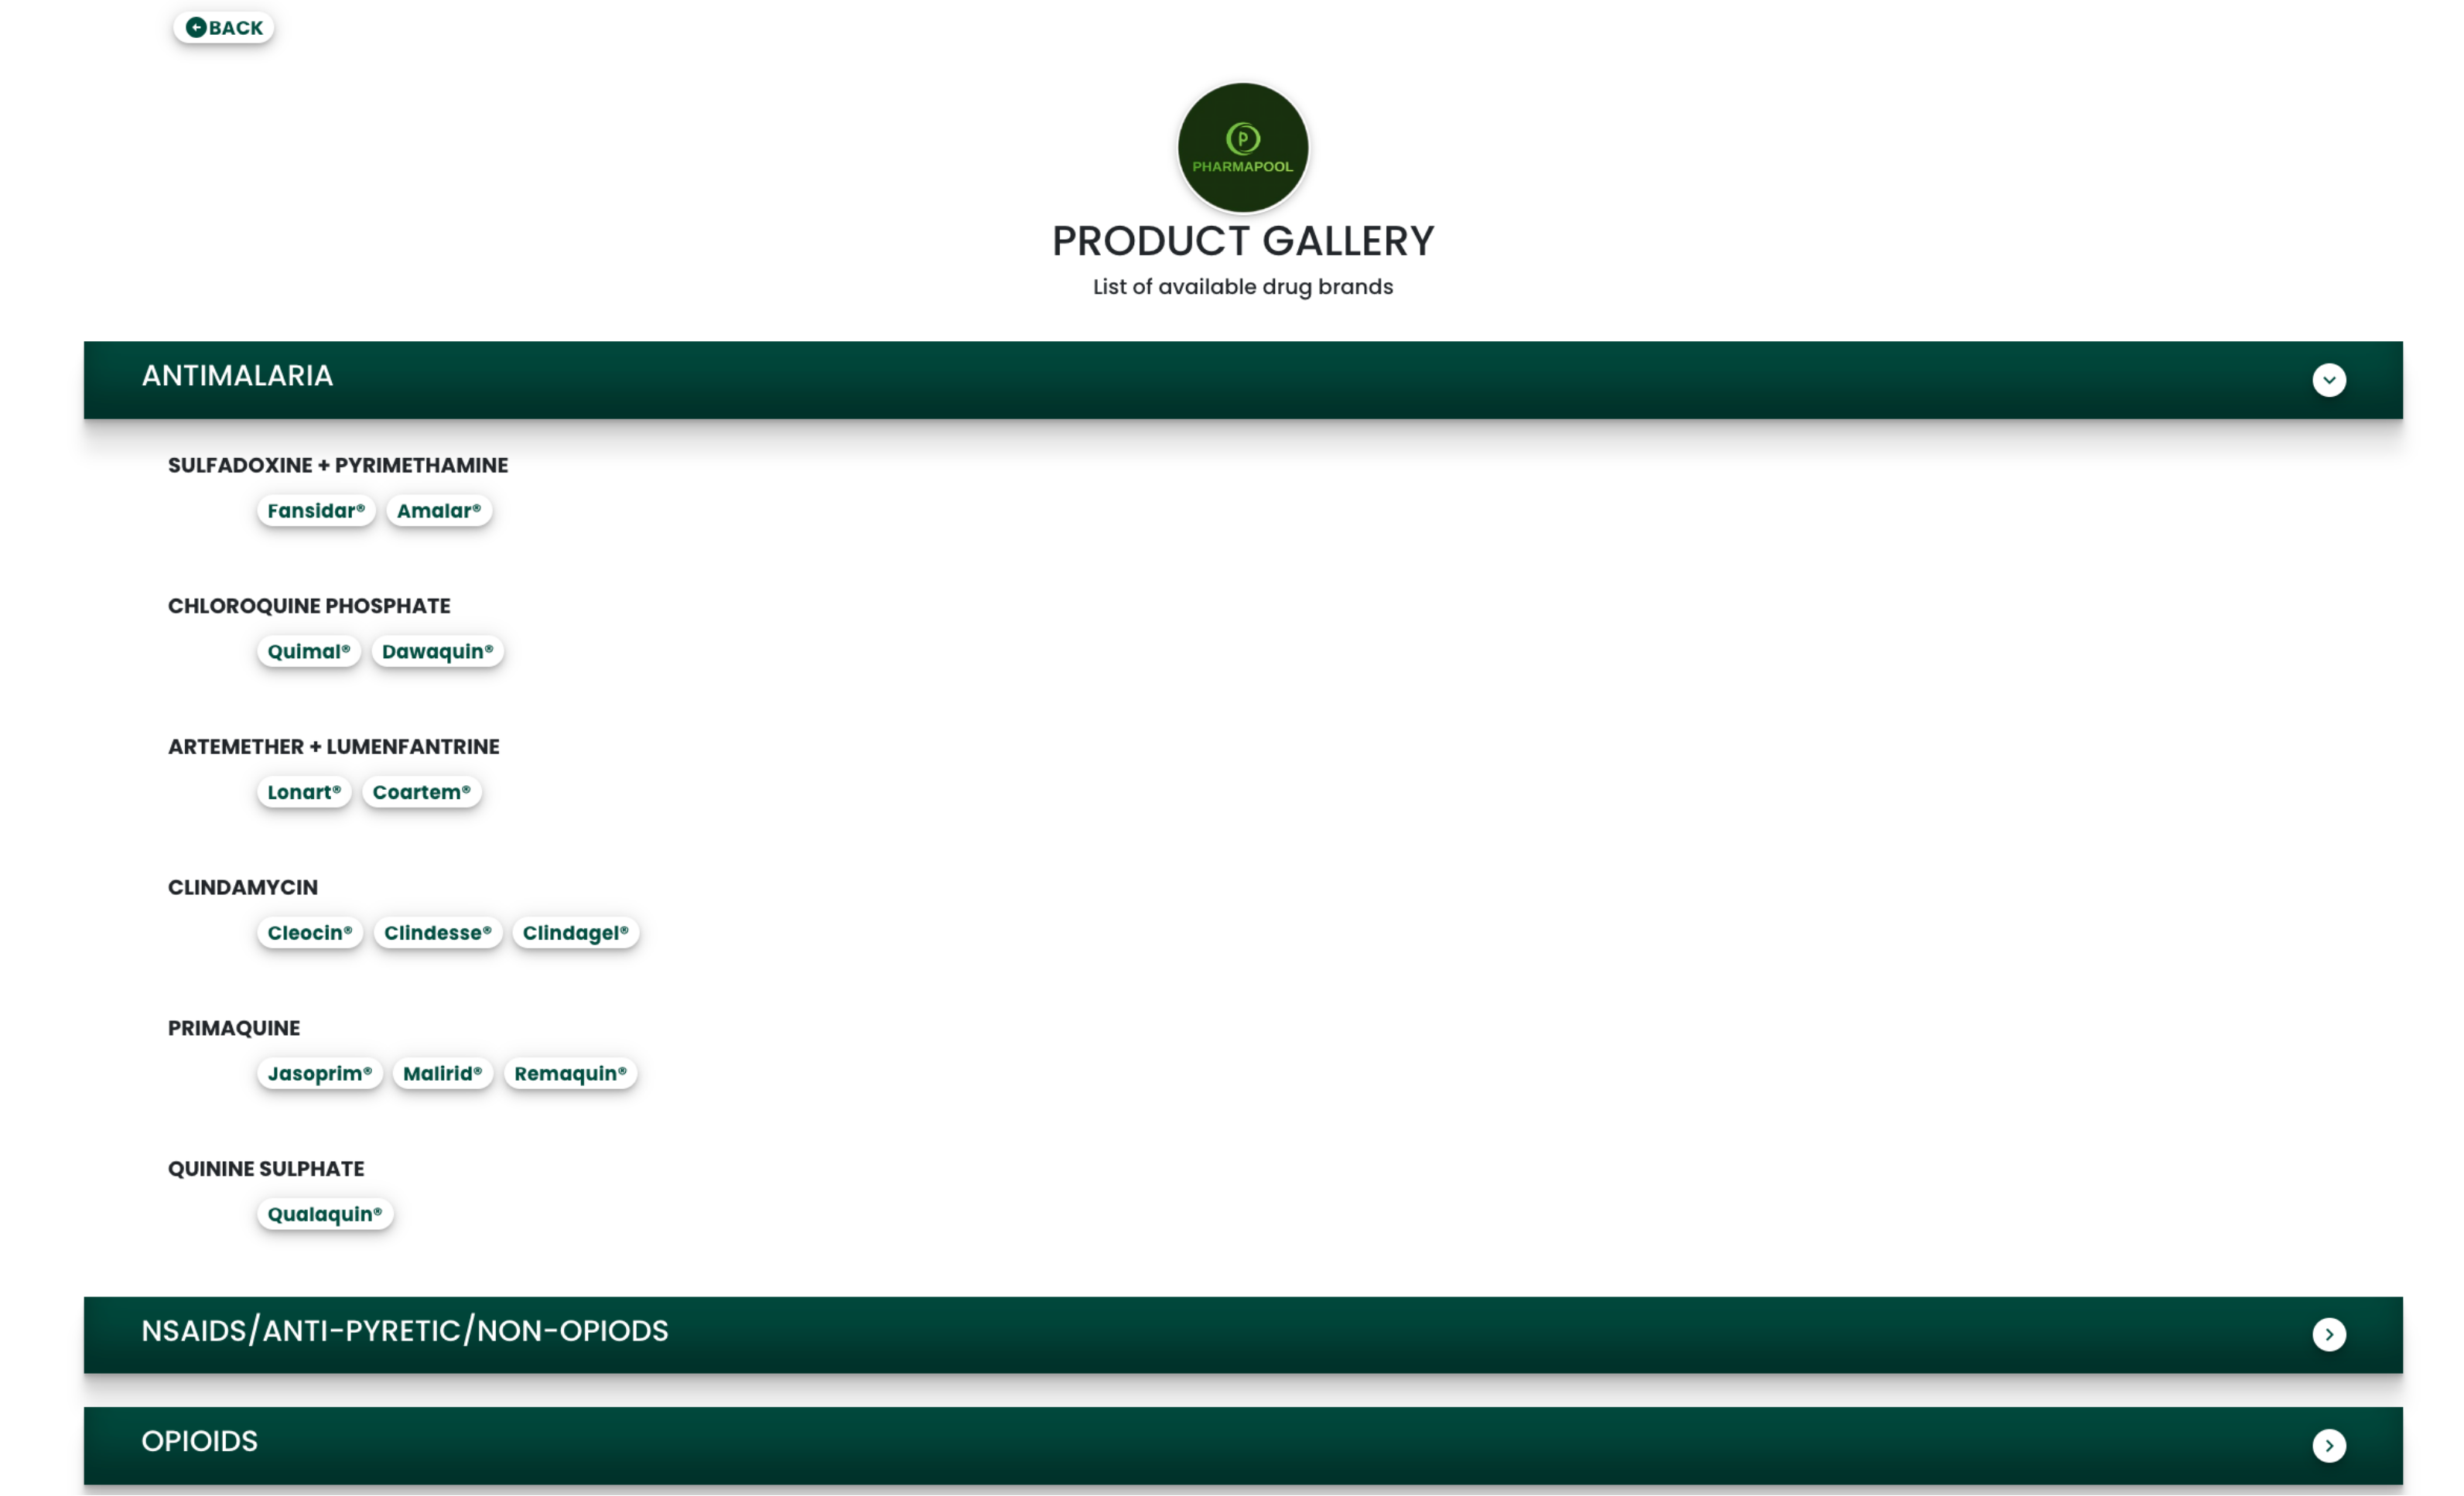 BACK
PHARMAPOOL
PRODUCT GALLERY
List of available drug brands
ANTIMALARIA
SULFADOXINE + PYRIMETHAMINE
Fansidar® Amalar®
CHLOROQUINE PHOSPHATE
Quimal® Dawaquin®
ARTEMETHER + LUMENFANTRINE
Lonart® Coartem®
CLINDAMYCIN
Cleocin® Clindesse® Clindagel®
PRIMAQUINE
Jasoprim® Malirid® Remaquin®
QUININE SULPHATE
Qualaquin®
NSAIDS/ANTI-PYRETIC/NON-OPIODS
OPIOIDS